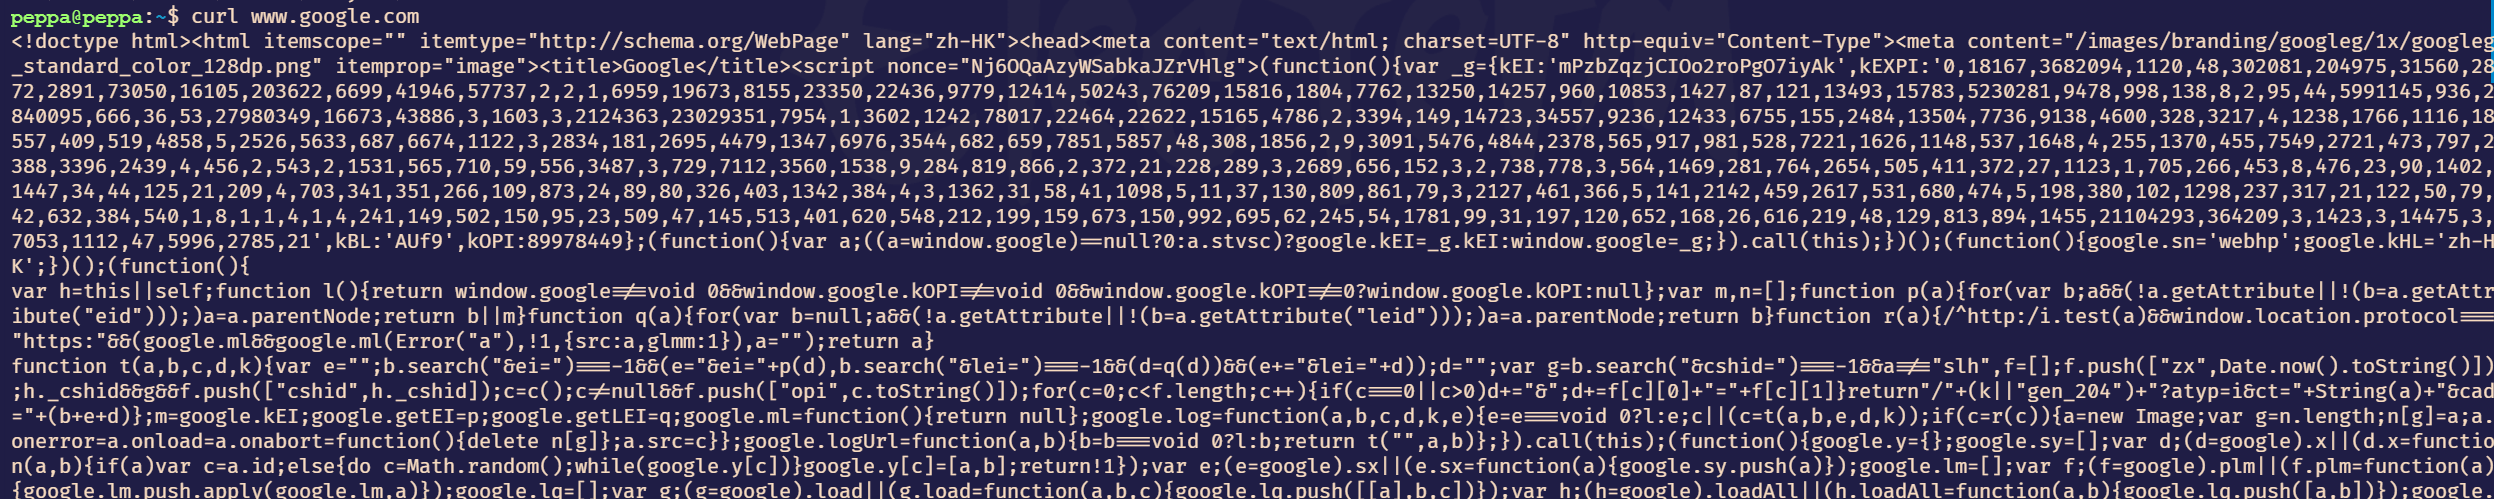 peppa@peppa:~$ curl www.google.com
<!doctype html><html itemscope="" itemtype="http://schema.org/WebPage" lang="zh-HK"><head><meta content="text/html; charset=UTF-8" http-equiv="Content-Type"><meta content="/images/branding/googleg/1x/googleg
_standard_color_128dp.png" itemprop="image"><title>Google</title><script nonce="Nj6OQaAzyWSabkaJZrVHlg">(function(){var _g={kEI:'mPzbZqzjCIOo2roPgO7iyAk',kEXPI:'0,18167,3682094,1120,48,302081,204975,31560,28
72,2891,73050,16105,203622,6699,41946,57737,2,2,1,6959,19673,8155,23350,22436,9779,12414,50243,76209,15816,1804,7762,13250,14257,960,10853,1427,87,121,13493,15783,5230281,9478,998,138,8,2,95,44,5991145,936,2
840095,666,36,53,27980349,16673,43886,3,1603,3,2124363,23029351,7954,1,3602,1242,78017,22464,22622,15165,4786,2,3394,149,14723,34557,9236,12433,6755,155,2484,13504,7736,9138,4600,328,3217,4,1238,1766,1116,18
557,409,519,4858,5,2526,5633,687,6674,1122,3,2834,181,2695,4479,1347,6976,3544,682,659,7851,5857,48,308,1856,2,9,3091,5476,4844,2378,565,917,981,528,7221,1626,1148,537,1648,4,255,1370,455,7549,2721,473,797,2
388,3396,2439,4,456,2,543,2,1531,565,710,59,556,3487,3,729,7112,3560,1538,9,284,819,866,2,372,21,228,289,3,2689,656,152,3,2,738,778,3,564,1469,281,764,2654,505,411,372,27,1123,1,705,266,453,8,476,23,90,1402,
1447,34,44,125,21,209,4,703,341,351,266,109,873,24,89,80,326,403,1342,384,4,3,1362,31,58,41,1098,5,11,37,130,809,861,79,3,2127,461,366,5,141,2142,459,2617,531,680,474,5,198,380,102,1298,237,317,21,122,50,79,
42,632,384,540,1,8,1,1,4,1,4,241,149,502,150,95,23,509,47,145,513,401,620,548,212,199,159,673,150,992,695,62,245,54,1781,99,31,197,120,652,168,26,616,219,48,129,813,894,1455,21104293,364209,3,1423,3,14475,3,
7053,1112,47,5996,2785,21',kBL:'AUf9',kOPI:89978449};(function(){var a;((a=window.google)==null?0:a.stvsc)?google.kEI=_g.kEI:window.google=_g;}).call(this);})();(function(){google.sn='webhp';google.kHL='zh-H
K';})();(function(){
var h=this||self;function l(){return window.google!==void 0&&window.google.kOPI!==void 0&&window.google.kOPI!==0?window.google.kOPI:null};var m,n=[];function p(a){for(var b;a&&(!a.getAttribute||!(b=a.getAttr
ibute("eid")));)a=a.parentNode;return b||m}function q(a){for(var b=null;a&&(!a.getAttribute||!(b=a.getAttribute("leid")));)a=a.parentNode;return b}function r(a){/^http:/i.test(a)&&window.location.protocol===
"https:"&&(google.ml&&google.ml(Error("a"),!1,{src:a,glmm:1}),a="");return a}
function t(a,b,c,d,k){var e="";b.search("&ei=")===-1&&(e="&ei="+p(d),b.search("&lei=")===-1&&(d=q(d))&&(e+="&lei="+d));d="";var g=b.search("&cshid=")===-1&&a!=="slh",f=[];f.push(["zx",Date.now().toString()])
;h._cshid&&g&&f.push(["cshid",h._cshid]);c=c();c!=null&&f.push(["opi",c.toString()]);for(c=0;c<f.length;c++){if(c===0||c>0)d+="&";d+=f[c][0]+"="+f[c][1]}return"/"+(k||"gen_204")+"?atyp=i&ct="+String(a)+"&cad
="+(b+e+d)};m=google.kEI;google.getEI=p;google.getLEI=q;google.ml=function(){return null};google.log=function(a,b,c,d,k,e){e=e===void 0?l:e;c||(c=t(a,b,e,d,k));if(c=r(c)){a=new Image;var g=n.length;n[g]=a;a.
onerror=a.onload=a.onabort=function(){delete n[g]};a.src=c}};google.logUrl=function(a,b){b=b===void 0?l:b;return t("",a,b)};}).call(this);(function(){google.y={};google.sy=[];var d;(d=google).x||(d.x=functio
n(a,b){if(a)var c=a.id;else{do c=Math.random();while(google.y[c])}google.y[c]=[a,b];return!1});var e;(e=google).sx||(e.sx=function(a){google.sy.push(a)});google.lm=[];var f;(f=google).plm||(f.plm=function(a)
{google.lm.push.apply(google.lm,a)});google.lq=[];var g;(g=google).load||(g.load=function(a,b,c){google.lq.push([[a],b,c])});var h;(h=google).loadAll||(h.loadAll=function(a,b){google.lq.push([a,b])});google.